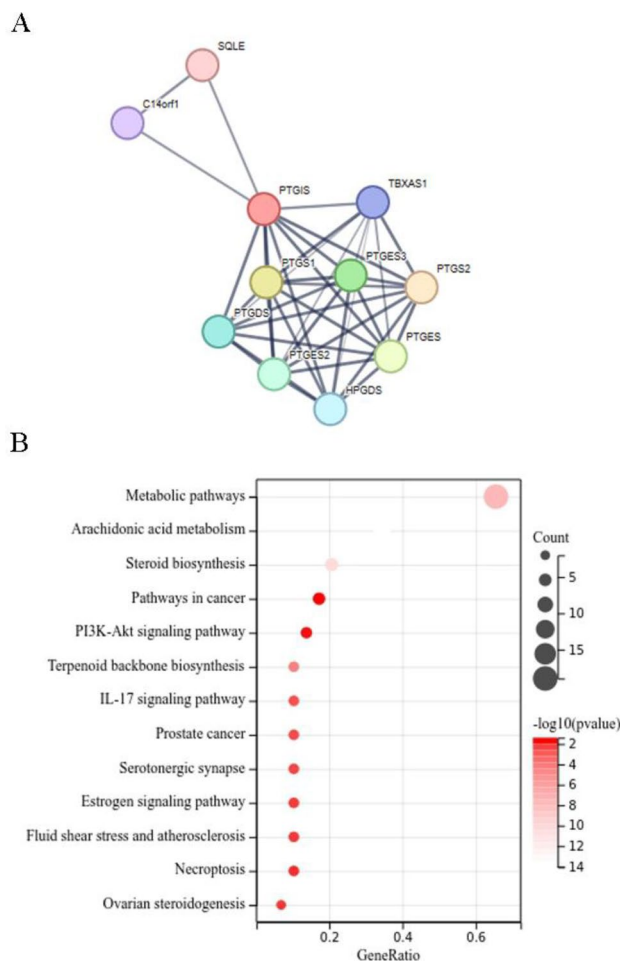 A
SQLE
C14orf1
PTGIS
TBXAS1
PTGS1
PTGES3
PTGS2
PTGDS
PTGES2
PTGES
HPGDS
B
Metabolic pathways
Arachidonic acid metabolism
Steroid biosynthesis
Pathways in cancer
PI3K-Akt signaling pathway
Terpenoid backbone biosynthesis
IL-17 signaling pathway
Prostate cancer
Serotonergic synapse
Estrogen signaling pathway
Fluid shear stress and atherosclerosis
Necroptosis
Ovarian steroidogenesis
0.2
0.4
0.6
GeneRatio
Count
5
10
15
-log10(pvalue)
2
4
6
8
10
12
14